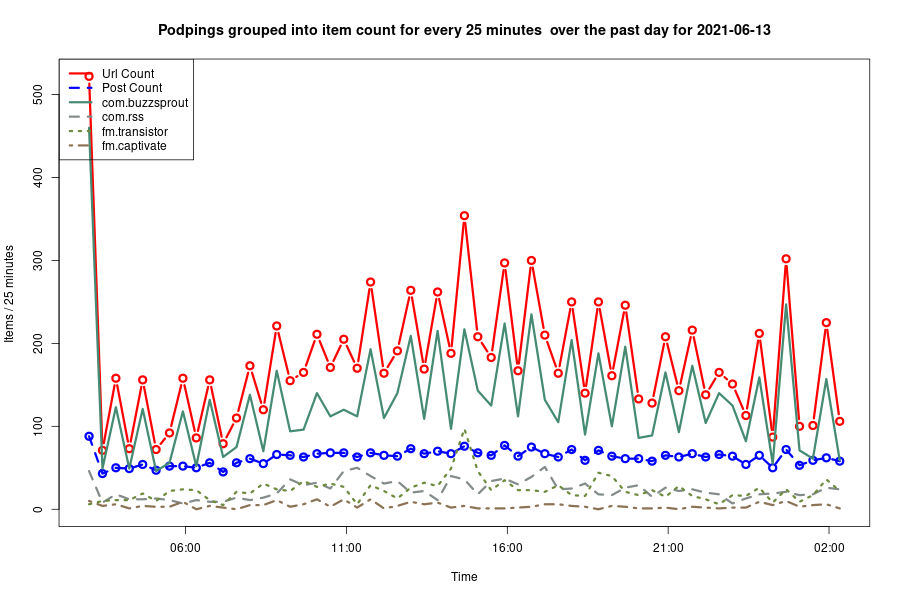 Podpings grouped into item count for every 25 minutes  over the past day for 2021-06-13
Url Count
Post Count
com.buzzsprout
com.rss
fm.transistor
fm.captivate
Items / 25 minutes
500
400
300
200
100
0
06:00
11:00
16:00
21:00
02:00
Time